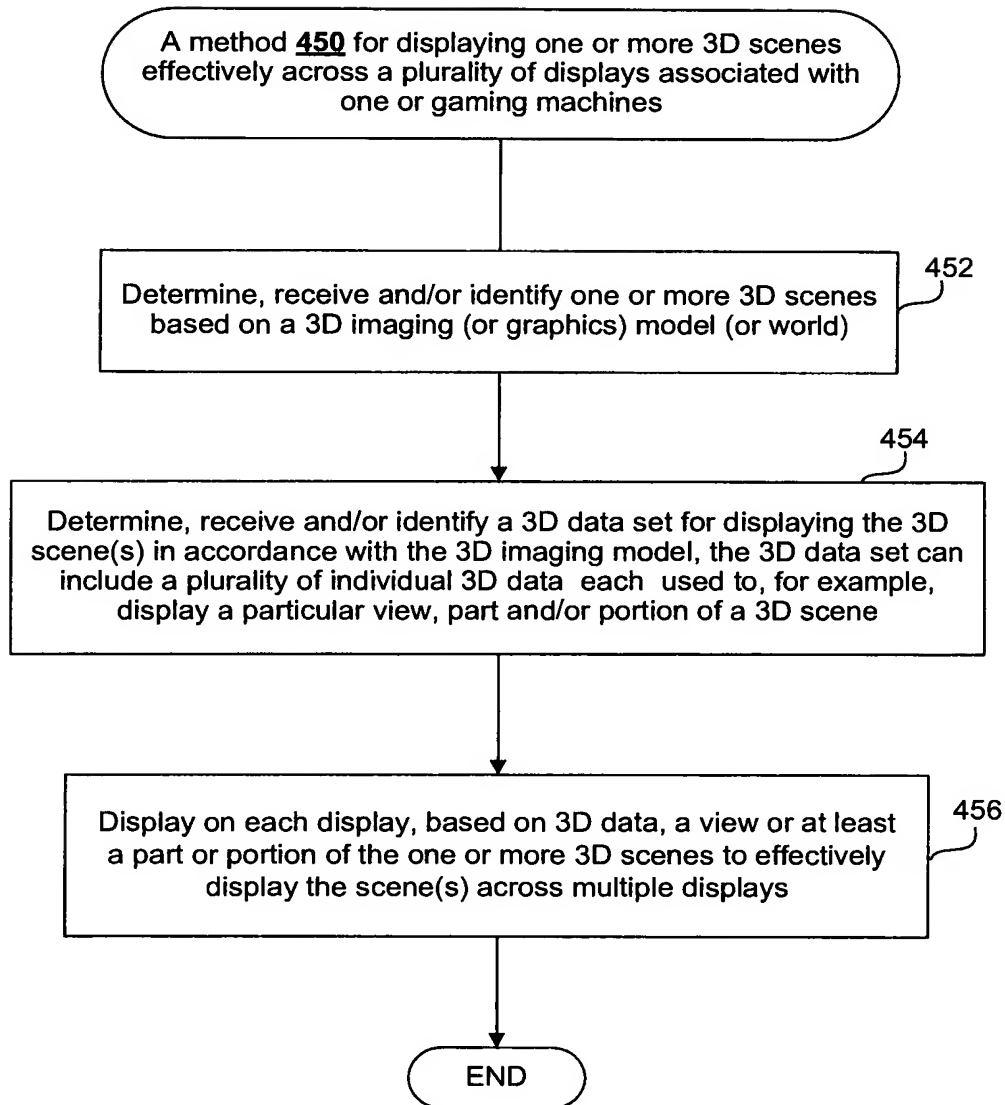 A method 450 for displaying one or more 3D scenes
effectively across a plurality of displays associated with
one or gaming machines
452
Determine, receive and/or identify one or more 3D scenes
based on a 3D imaging (or graphics) model (or world)
454
Determine, receive and/or identify a 3D data set for displaying the 3D
scene(s) in accordance with the 3D imaging model, the 3D data set can
include a plurality of individual 3D data each used to, for example,
display a particular view, part and/or portion of a 3D scene
456
Display on each display, based on 3D data, a view or at least
a part or portion of the one or more 3D scenes to effectively
display the scene(s) across multiple displays
END